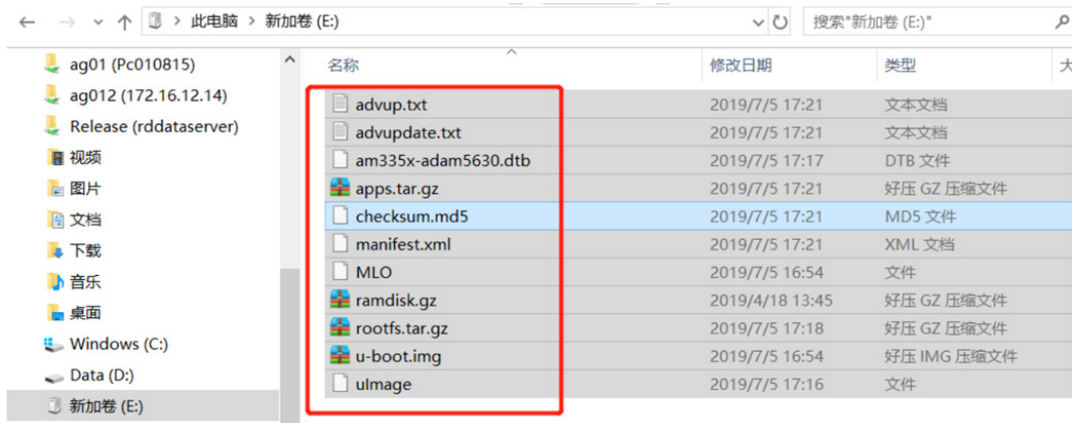 此电脑 > 新加卷 (E:)
搜索"新加卷 (E:)"
ag01 (Pc010815)
ag012 (172.16.12.14)
Release (rddataserver)
视频
图片
文档
下载
音乐
桌面
Windows (C:)
Data (D:)
新加卷 (E:)
名称 修改日期 类型 大
advup.txt 2019/7/5 17:21 文本文档
advupdate.txt 2019/7/5 17:21 文本文档
am335x-adam5630.dtb 2019/7/5 17:17 DTB 文件
apps.tar.gz 2019/7/5 17:21 好压 GZ 压缩文件
checksum.md5 2019/7/5 17:21 MD5 文件
manifest.xml 2019/7/5 17:21 XML 文档
MLO 2019/7/5 16:54 文件
ramdisk.gz 2019/4/18 13:45 好压 GZ 压缩文件
rootfs.tar.gz 2019/7/5 17:18 好压 GZ 压缩文件
u-boot.img 2019/7/5 16:54 好压 IMG 压缩文件
uImage 2019/7/5 17:16 文件